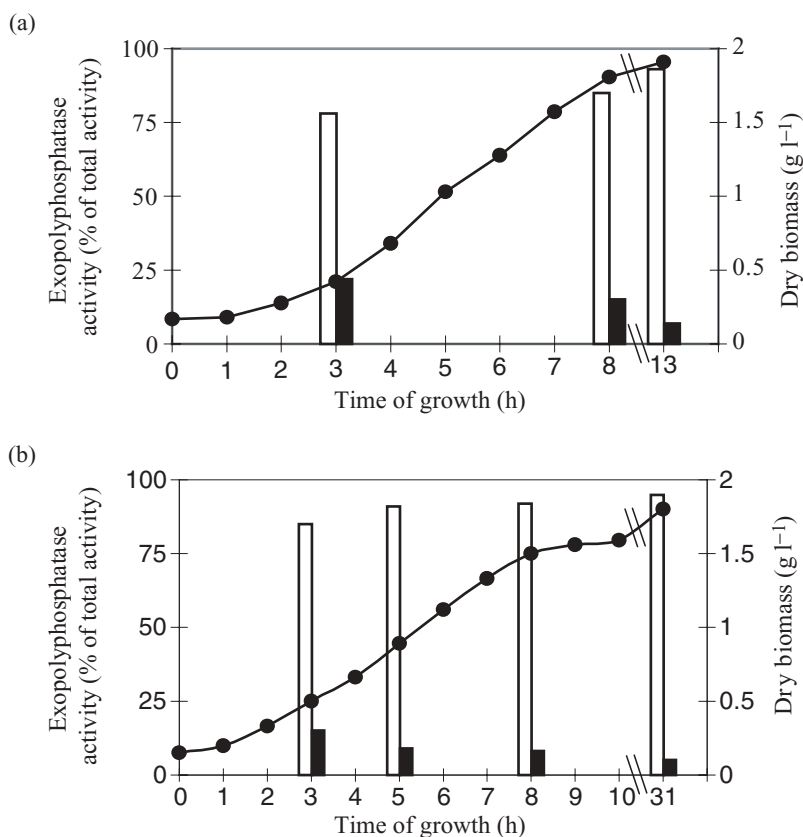 (a)
Exopolyphosphatase
activity (% of total activity)
100
75
50
25
0
2
1.5
1
0.5
0
Dry biomass (g l−1)
0 1 2 3 4 5 6 7 8 13
Time of growth (h)
(b)
Exopolyphosphatase
activity (% of total activity)
100
75
50
25
0
2
1.5
1
0.5
0
Dry biomass (g l−1)
0 1 2 3 4 5 6 7 8 9 10 31
Time of growth (h)